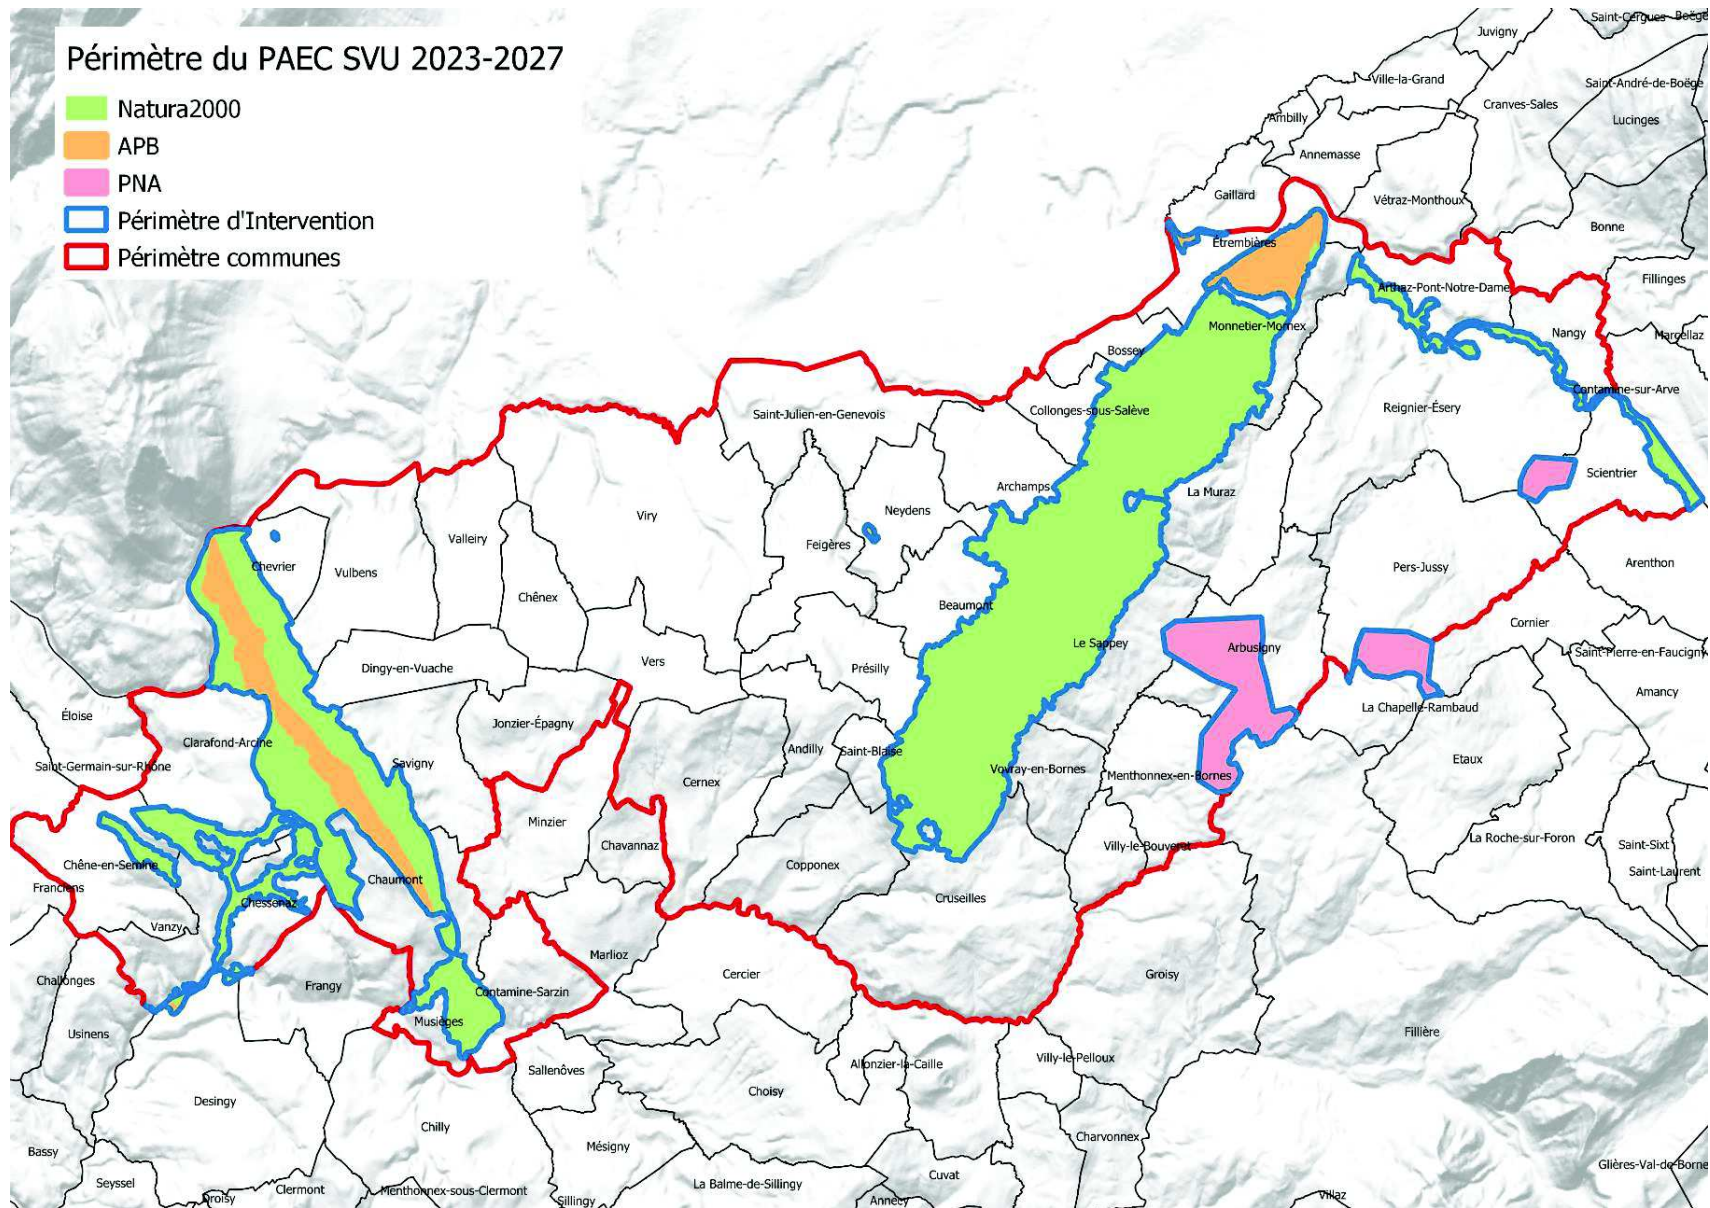 Périmètre du PAEC SVU 2023-2027
Natura2000
APB
PNA
Périmètre d'Intervention
Périmètre communes
Saint-Cergues
Boëge
Juvigny
Ville-la-Grand
Saint-André-de-Boëge
Cranves-Sales
Lucinges
Ambilly
Annemasse
Gaillard
Vétraz-Monthoux
Bonne
Étrembières
Fillinges
Arthaz-Pont-Notre-Dame
Monnetier-Mornex
Nangy
Marcellaz
Bossey
Contamine-sur-Arve
Collonges-sous-Salève
Reignier-Ésery
Saint-Julien-en-Genevois
Scientrier
Archamps
La Muraz
Neydens
Viry
Valleiry
Feigères
Chevrier
Vulbens
Pers-Jussy
Arenthon
Chênex
Beaumont
Cornier
Le Sappey
Arbusigny
Saint-Pierre-en-Faucigny
Vers
Dingy-en-Vuache
Présilly
Amancy
Éloise
Jonzier-Épagny
La Chapelle-Rambaud
Clarafond-Arcine
Andilly
Saint-Blaise
Saint-Germain-sur-Rhône
Savigny
Cernex
Vovray-en-Bornes
Menthonnex-en-Bornes
Etaux
Minzier
Chavannaz
Villy-le-Bouveret
La Roche-sur-Foron
Saint-Sixt
Chêne-en-Semine
Copponex
Saint-Laurent
Franclens
Chaumont
Chessenaz
Cruseilles
Vanzy
Marlioz
Challonges
Frangy
Cercier
Groisy
Contamine-Sarzin
Musièges
Usinens
Fillière
Villy-le-Pelloux
Allonzier-la-Caille
Sallenôves
Choisy
Desingy
Chilly
Charvonnex
Mésigny
Bassy
Glières-Val-de-Borne
Cuvat
Seyssel
La Balme-de-Sillingy
Clermont
Menthonnex-sous-Clermont
Droisy
Sillingy
Annecy
Villaz